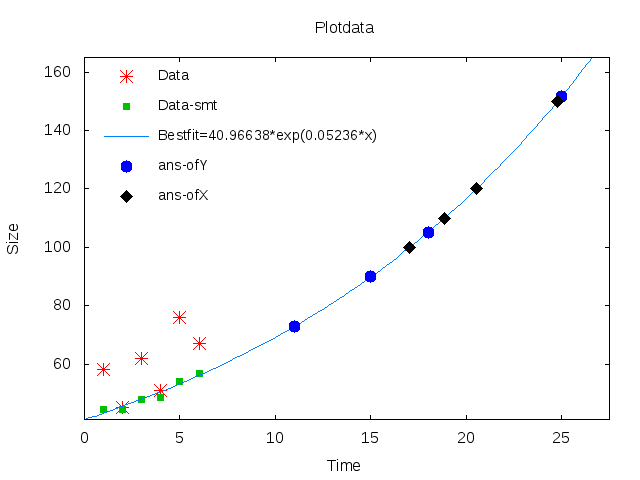 Plotdata
Data
Data-smt
Bestfit=40.96638*exp(0.05236*x)
ans-ofY
ans-ofX
160
140
120
100
80
60
Size
0 5 10 15 20 25
Time